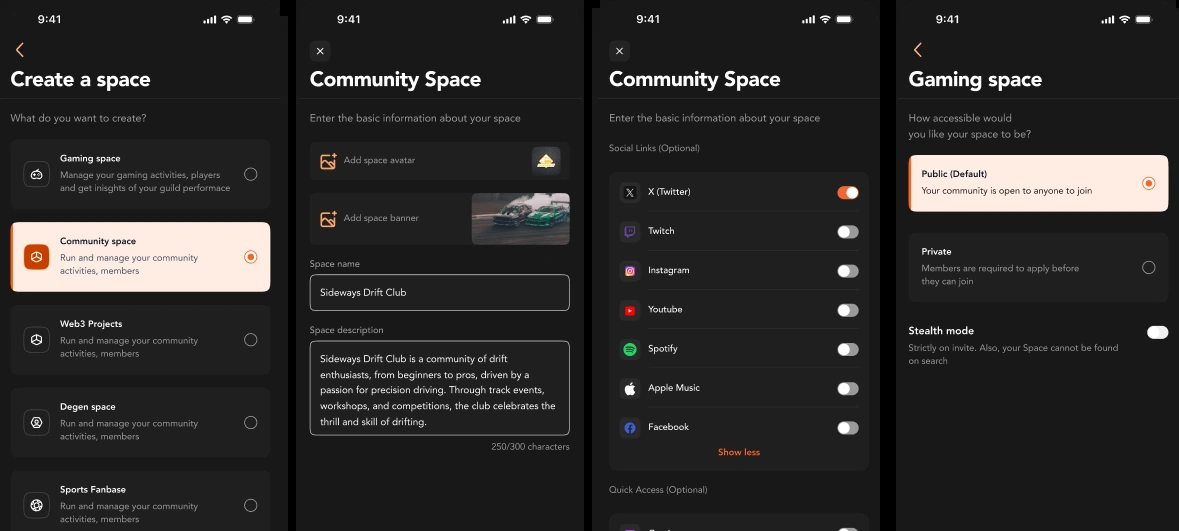 9:41
Create a space
What do you want to create?
Gaming space
Manage your gaming activities, players
and get inisghts of your guild performace
Community space
Run and manage your community
activities, members
Web3 Projects
Run and manage your community
activities, members
Degen space
Run and manage your community
activities, members
Sports Fanbase
Run and manage your community
activities, members
9:41
Community Space
Enter the basic information about your space
Add space avatar
Add space banner
Space name
Sideways Drift Club
Space description
Sideways Drift Club is a community of drift
enthusiasts, from beginners to pros, driven by a
passion for precision driving. Through track events,
workshops, and competitions, the club celebrates the
thrill and skill of drifting.
250/300 characters
9:41
Community Space
Enter the basic information about your space
Social Links (Optional)
X (Twitter)
Twitch
Instagram
Youtube
Spotify
Apple Music
Facebook
Show less
Quick Access (Optional)
9:41
Gaming space
How accessible would
you like your space to be?
Public (Default)
Your community is open to anyone to join
Private
Members are required to apply before
they can join
Stealth mode
Strictly on invite. Also, your Space cannot be found
on search